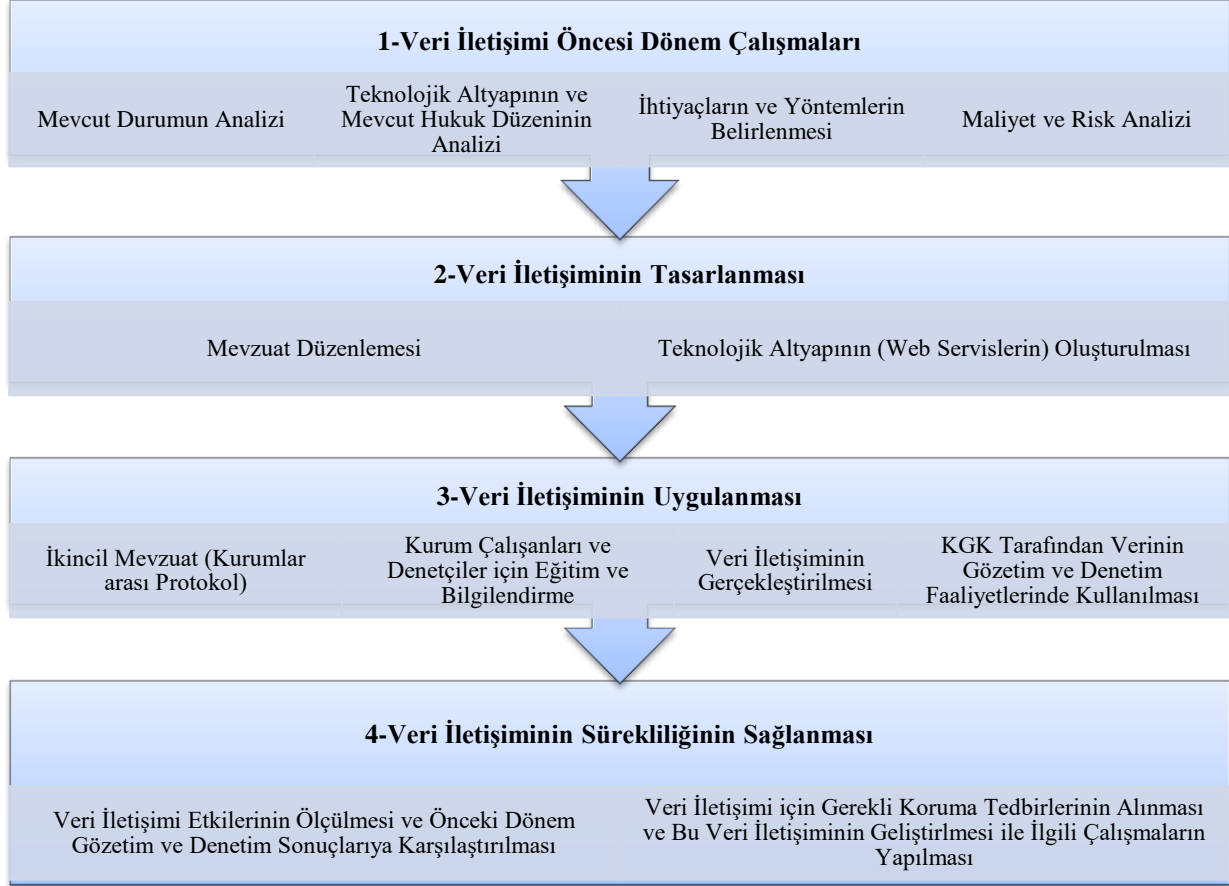 1-Veri İletişimi Öncesi Dönem Çalışmaları
Mevcut Durumun Analizi
Teknolojik Altyapının ve
Mevcut Hukuk Düzeninin
Analizi
İhtiyaçların ve Yöntemlerin
Belirlenmesi
Maliyet ve Risk Analizi
2-Veri İletişiminin Tasarlanması
Mevzuat Düzenlemesi
Teknolojik Altyapının (Web Servislerin) Oluşturulması
3-Veri İletişiminin Uygulanması
İkincil Mevzuat (Kurumlar
arası Protokol)
Kurum Çalışanları ve
Denetçiler için Eğitim ve
Bilgilendirme
Veri İletişiminin
Gerçekleştirilmesi
KGK Tarafından Verinin
Gözetim ve Denetim
Faaliyetlerinde Kullanılması
4-Veri İletişiminin Sürekliliğinin Sağlanması
Veri İletişimi Etkilerinin Ölçülmesi ve Önceki Dönem
Gözetim ve Denetim Sonuçlarıya Karşılaştırılması
Veri İletişimi için Gerekli Koruma Tedbirlerinin Alınması
ve Bu Veri İletişiminin Geliştirlmesi ile İlgili Çalışmaların
Yapılması